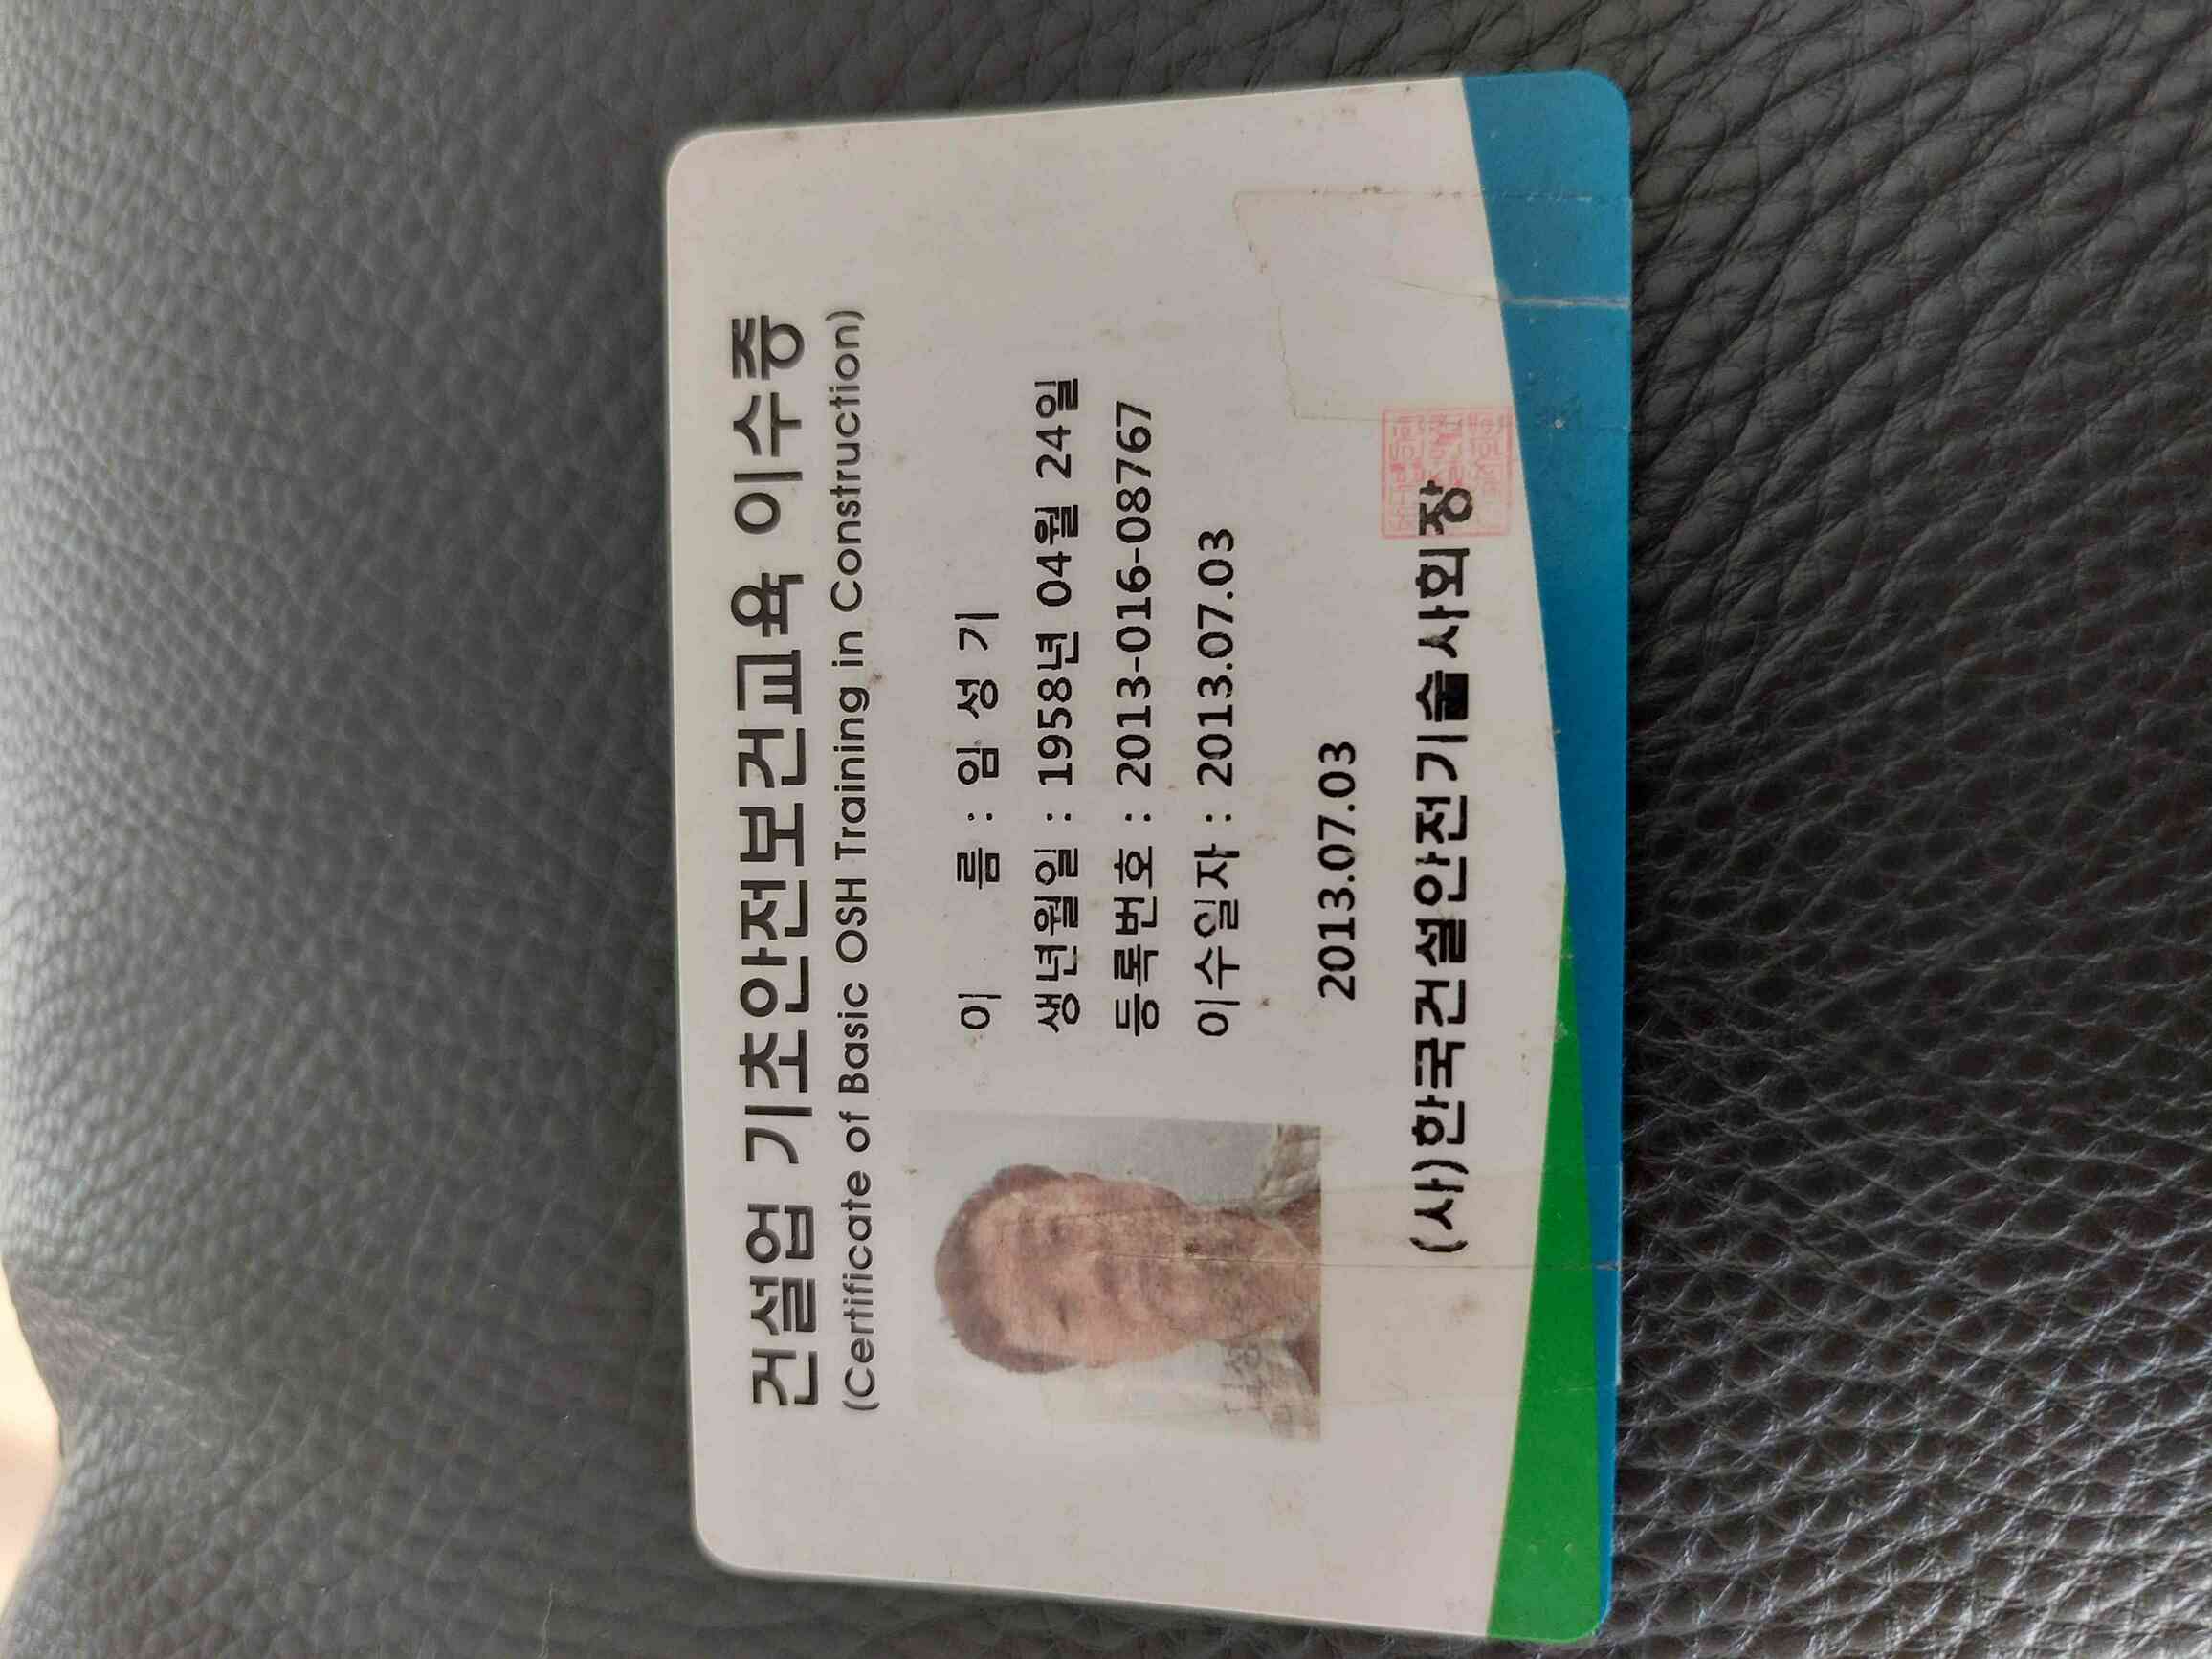 건설업 기초안전보건교육 이수증
(Certificate of Basic OSH Training in Construction)
이 름 : 임 성 기
생년월일 : 1958년 04월 24일
등록번호 : 2013-016-08767
이수일자 : 2013.07.03
2013.07.03
(사)한국건설안전기술사회장